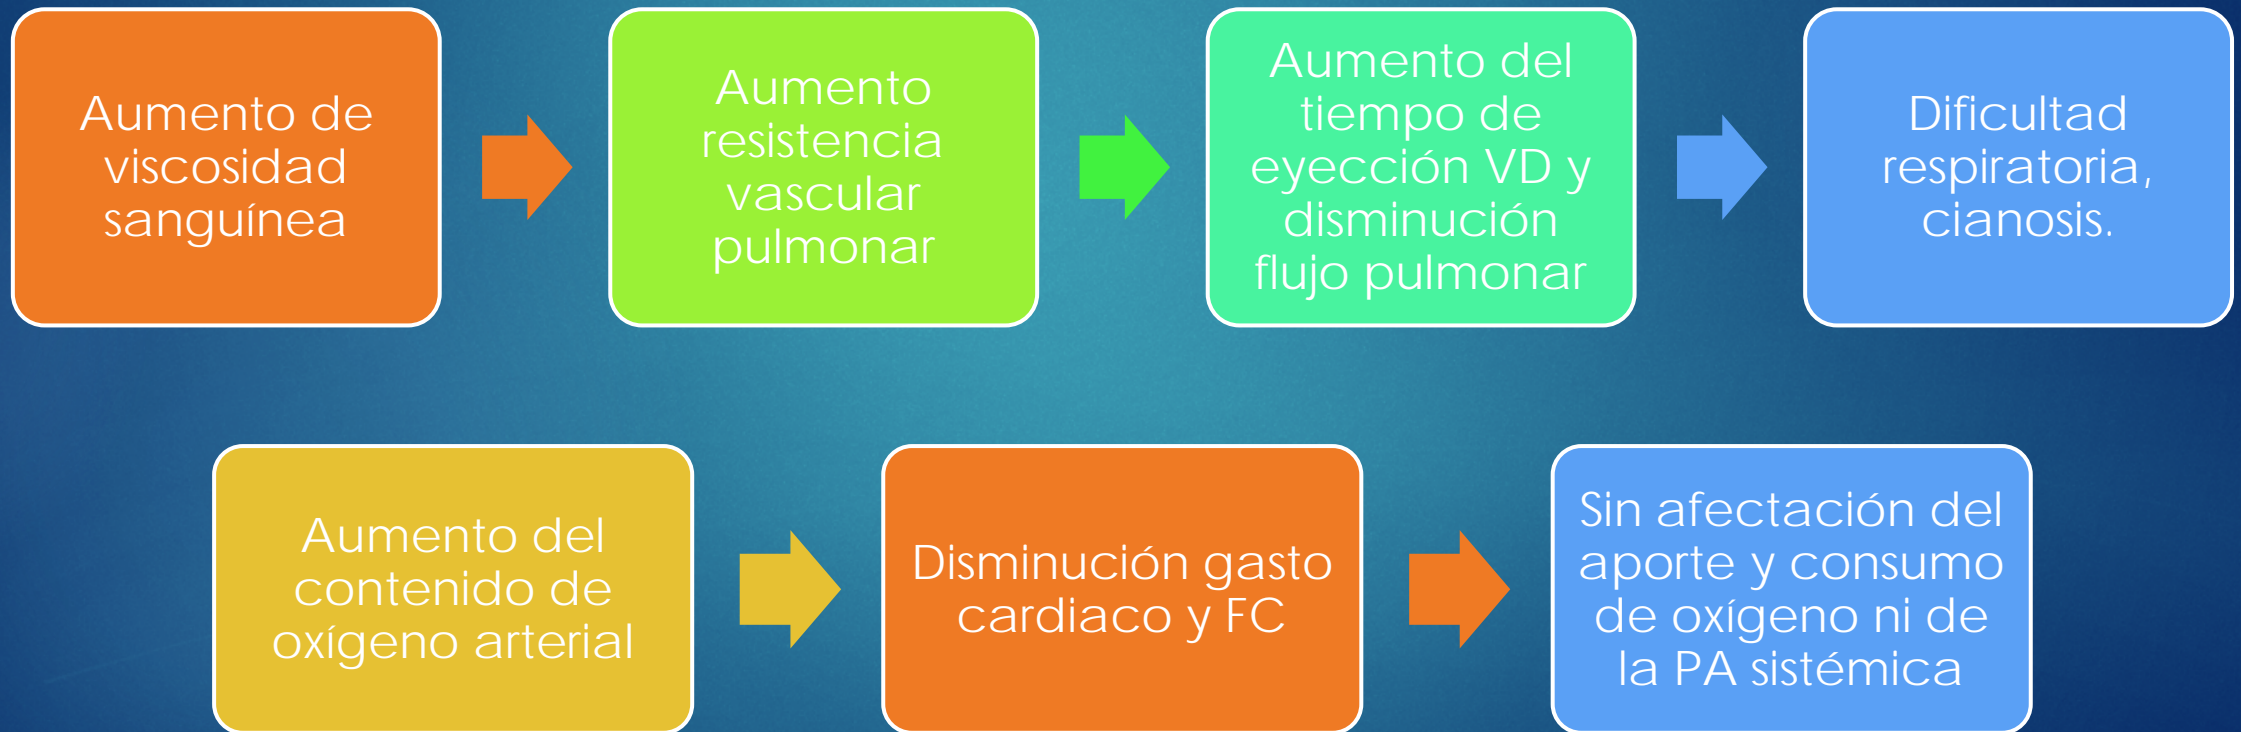 Aumento de
viscosidad
sanguínea
Aumento
resistencia
vascular
pulmonar
Aumento del
tiempo de
eyección VD y
disminución
flujo pulmonar
Dificultad
respiratoria,
cianosis.
Aumento del
contenido de
oxígeno arterial
Disminución gasto
cardiaco y FC
Sin afectación del
aporte y consumo
de oxígeno ni de
la PA sistémica